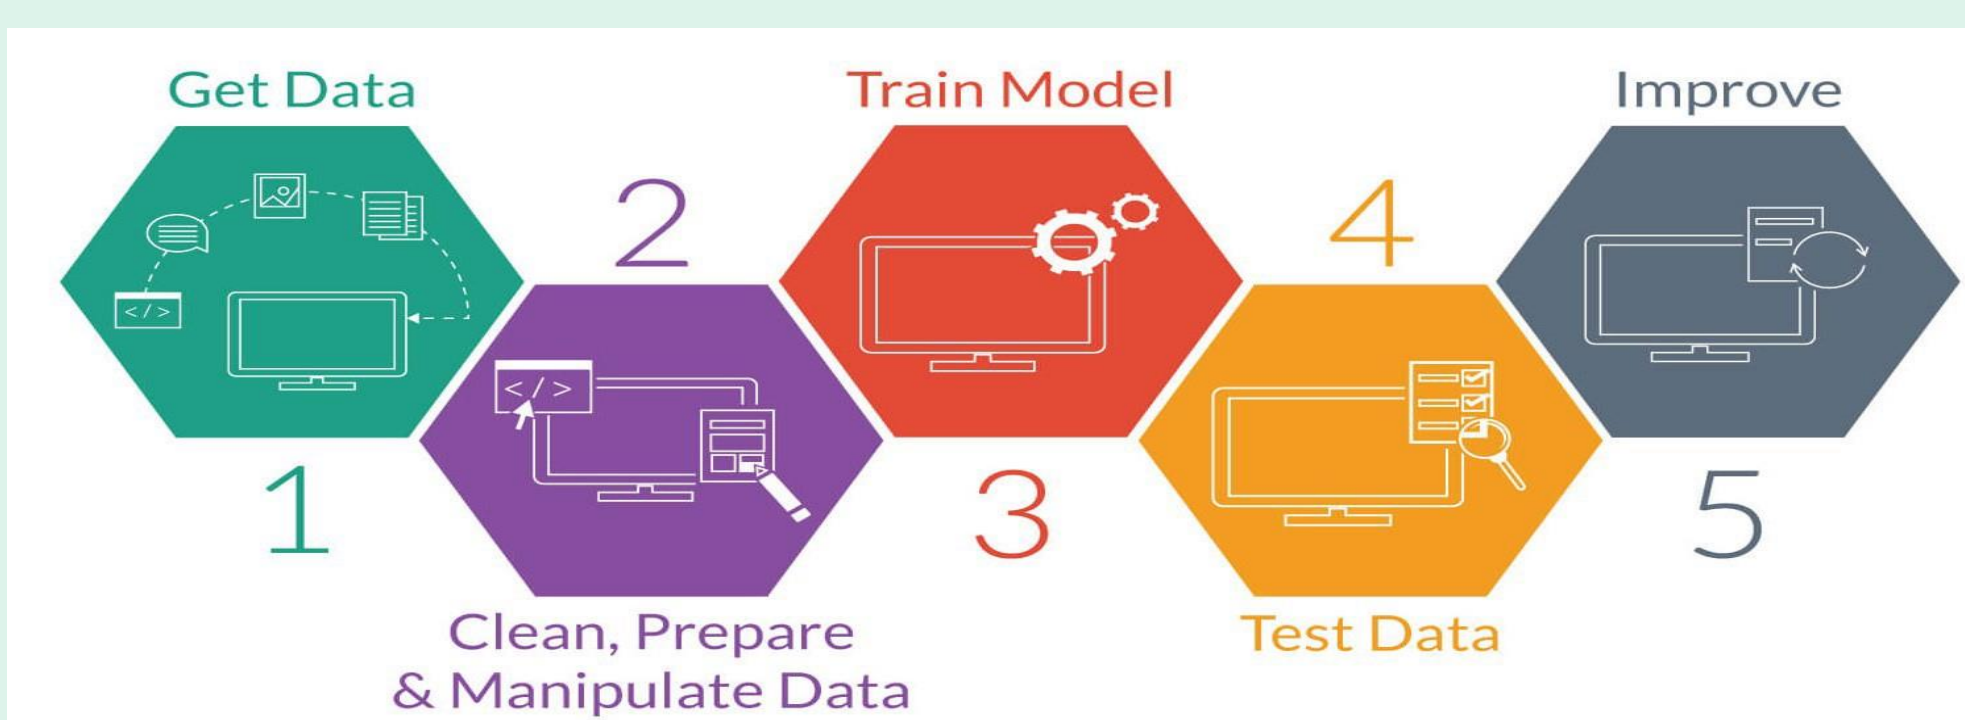 Get Data
1
</>
2
</>
Clean, Prepare
& Manipulate Data
Train Model
3
4
Test Data
Improve
5